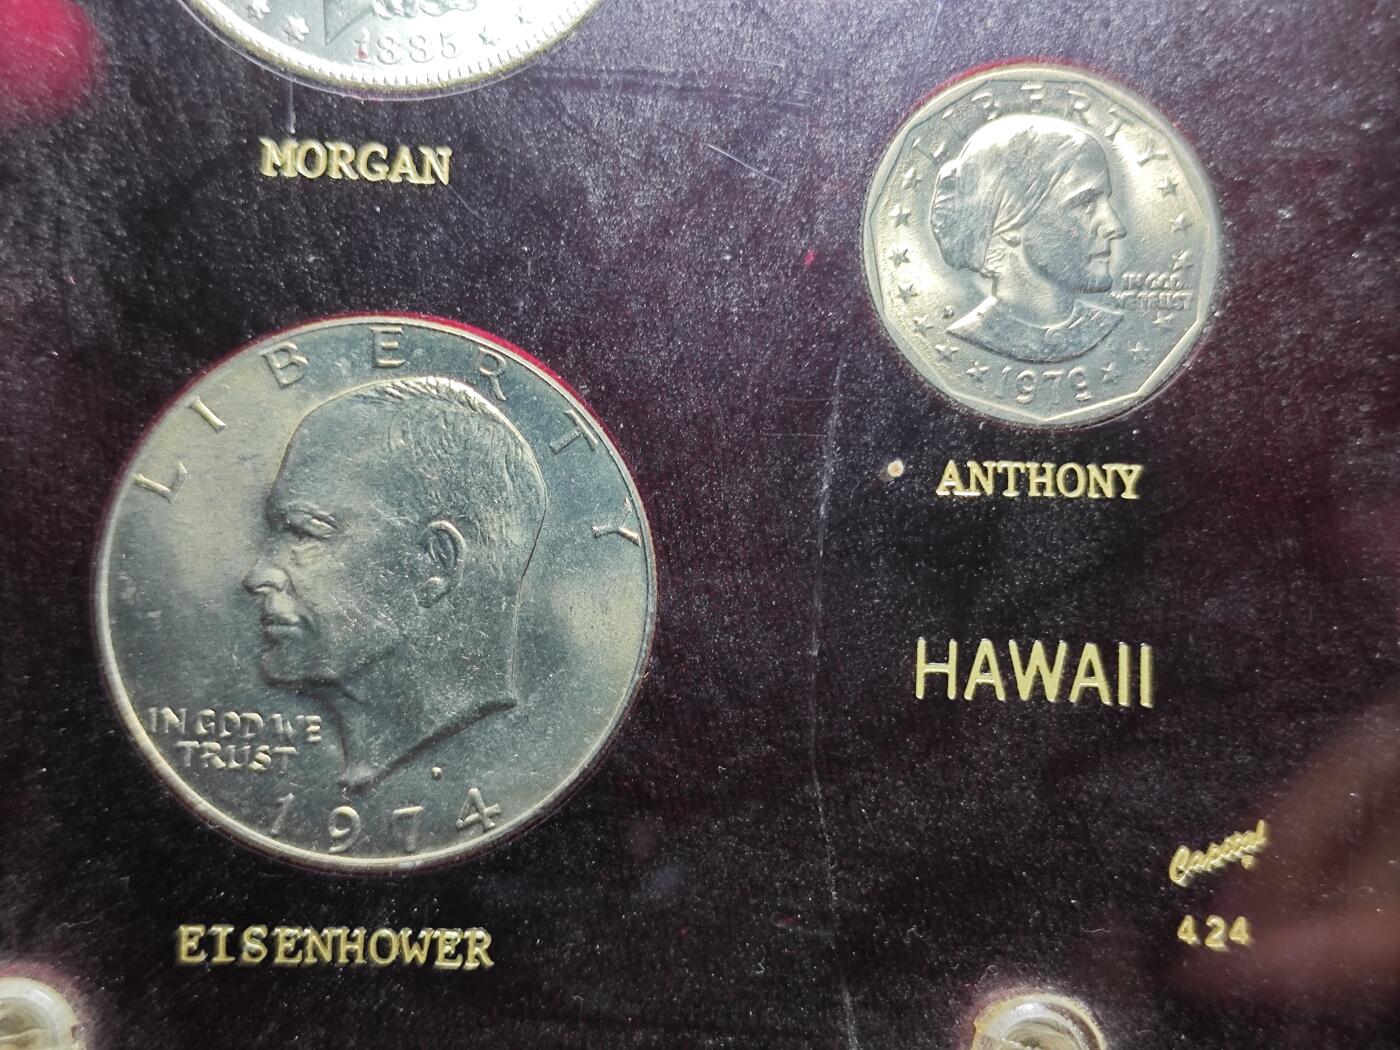 1885
MORGAN
LIBERTY
IN GOD
WE TRUST
1979
ANTHONY
LIBERTY
IN GOD WE
TRUST
1974
EISENHOWER
HAWAII
Capital
424